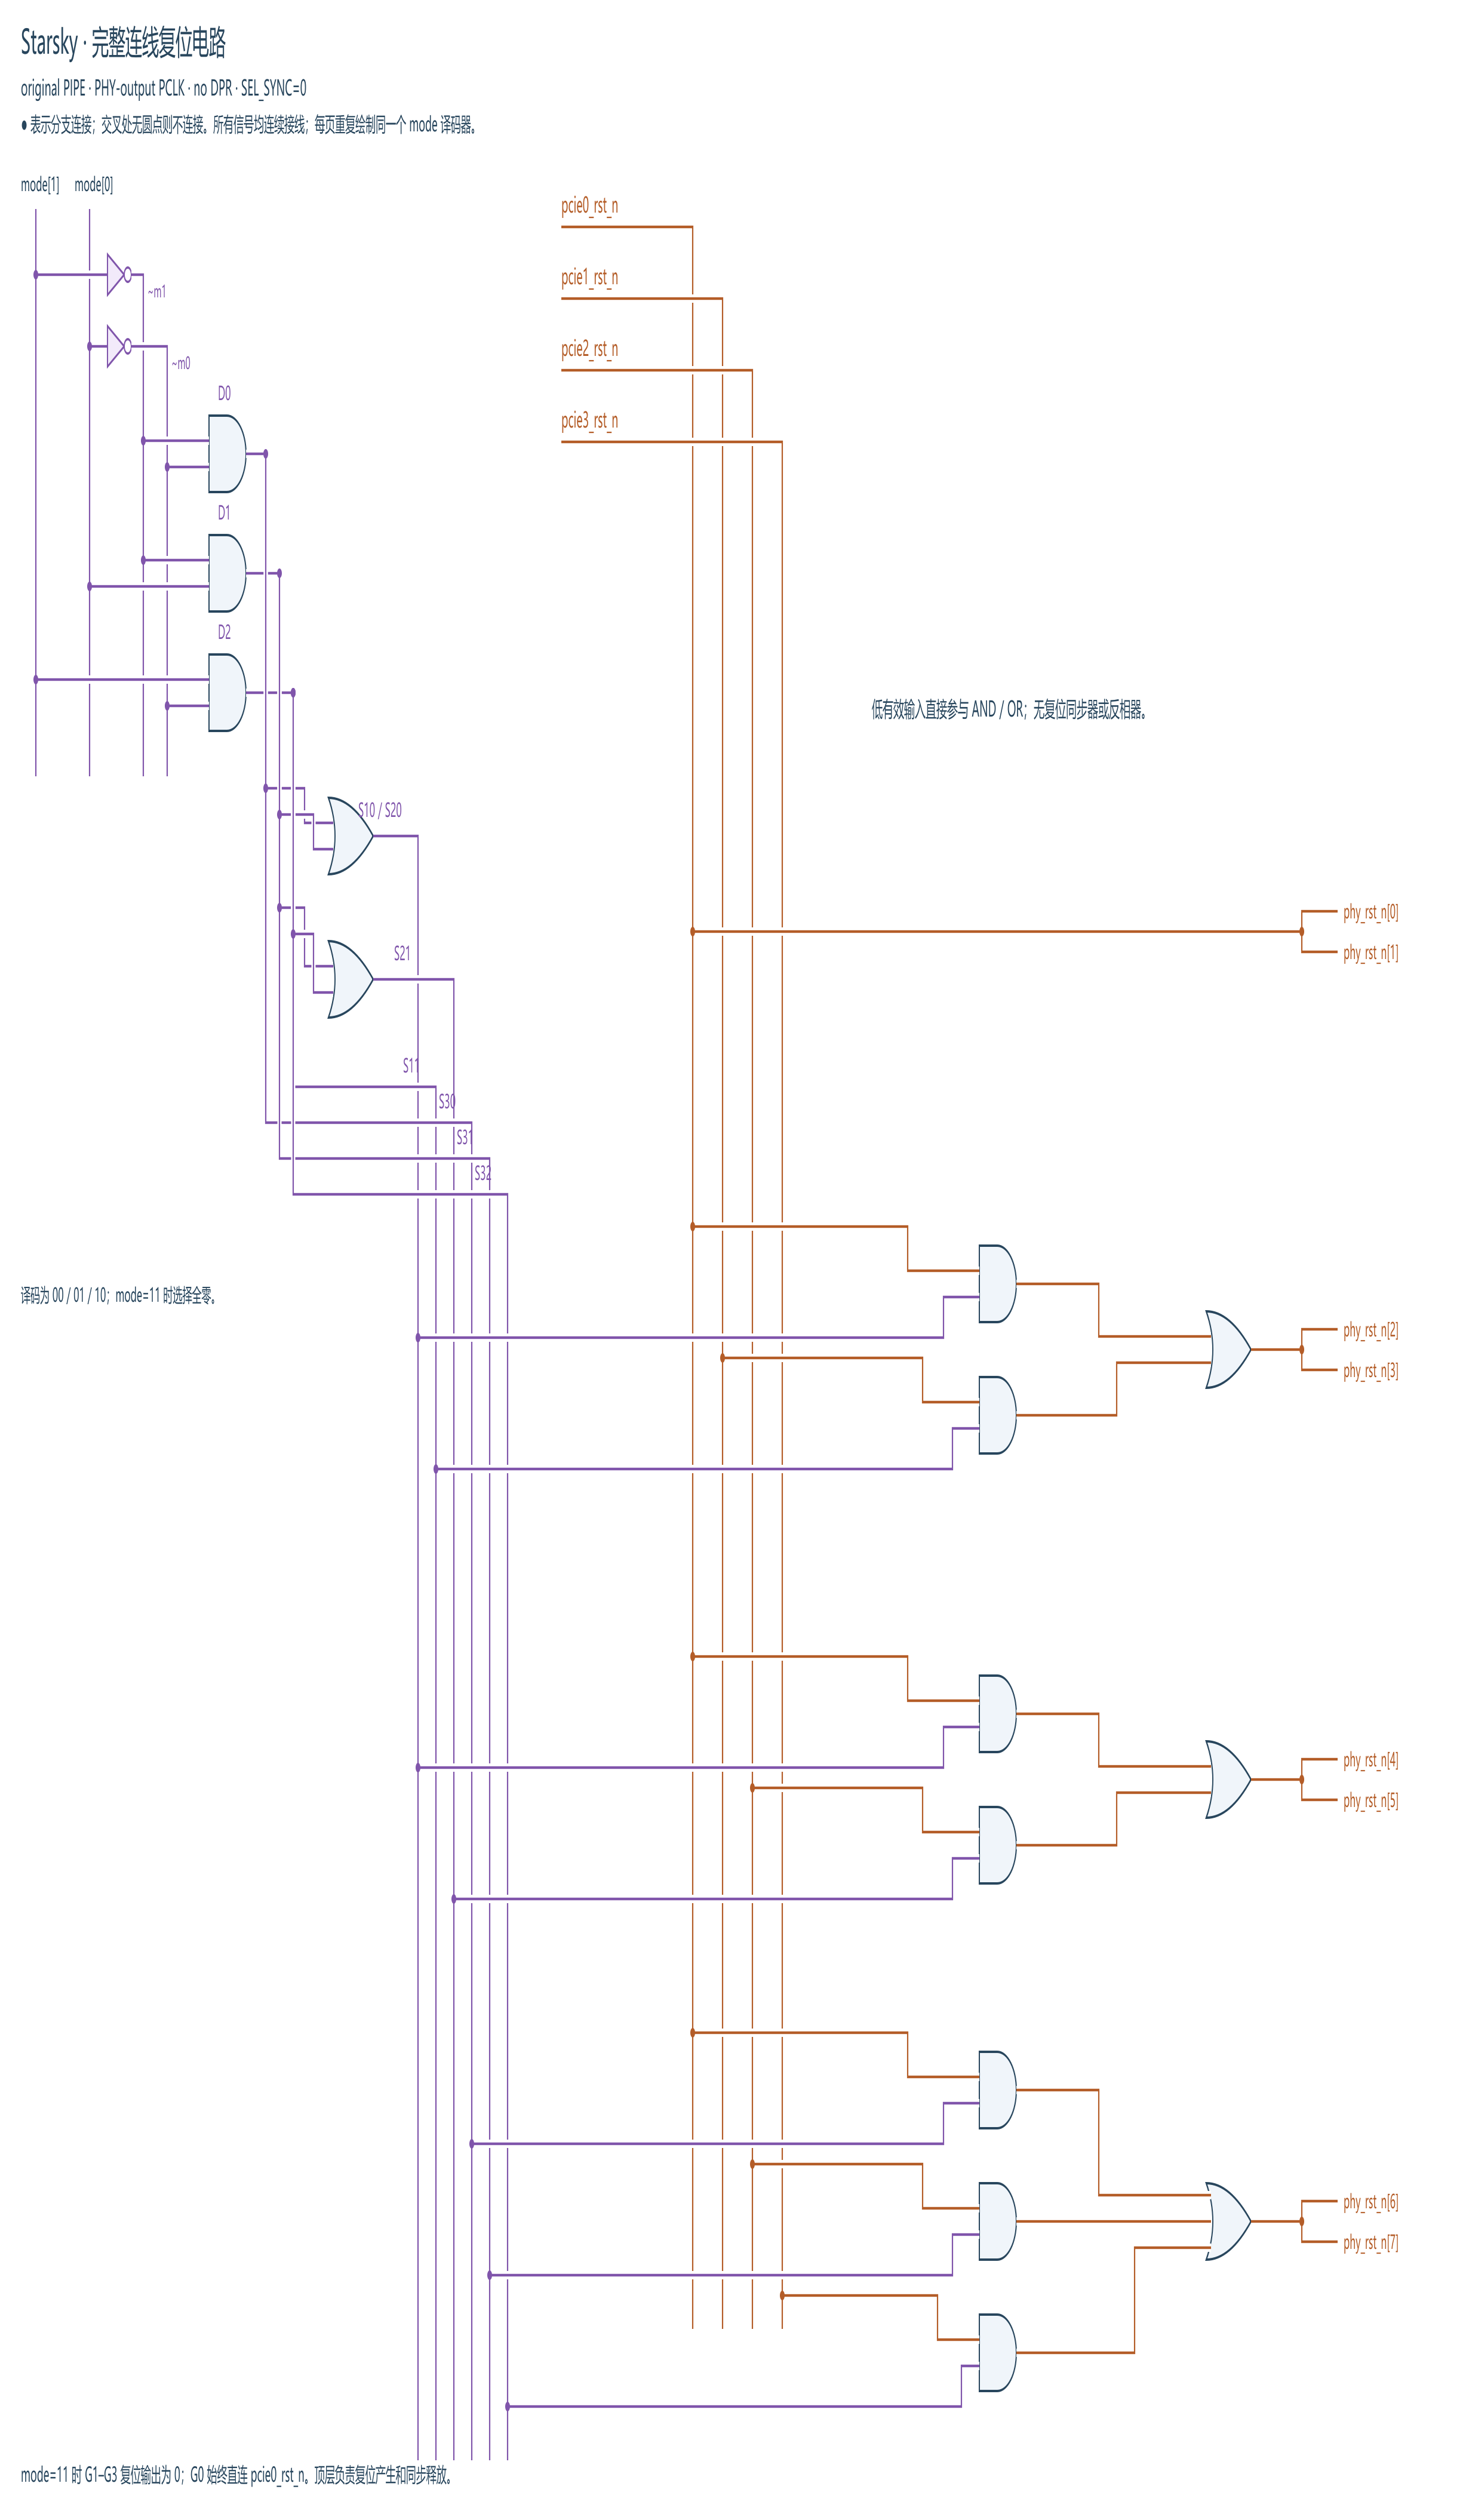 Starsky · 完整连线复位电路
original PIPE · PHY-output PCLK · no DPR · SEL_SYNC=0
● 表示分支连接；交叉处无圆点则不连接。所有信号均连续接线；每页重复绘制同一个 mode 译码器。
mode[1] mode[0]
pcie0_rst_n
~m1
pcie1_rst_n
~m0
pcie2_rst_n
D0
pcie3_rst_n
D1
D2
低有效输入直接参与 AND / OR；无复位同步器或反相器。
S10 / S20
phy_rst_n[0]
S21
phy_rst_n[1]
S11
S30
S31
S32
译码为 00 / 01 / 10；mode=11 时选择全零。
phy_rst_n[2]
phy_rst_n[3]
phy_rst_n[4]
phy_rst_n[5]
phy_rst_n[6]
phy_rst_n[7]
mode=11 时 G1–G3 复位输出为 0；G0 始终直连 pcie0_rst_n。顶层负责复位产生和同步释放。